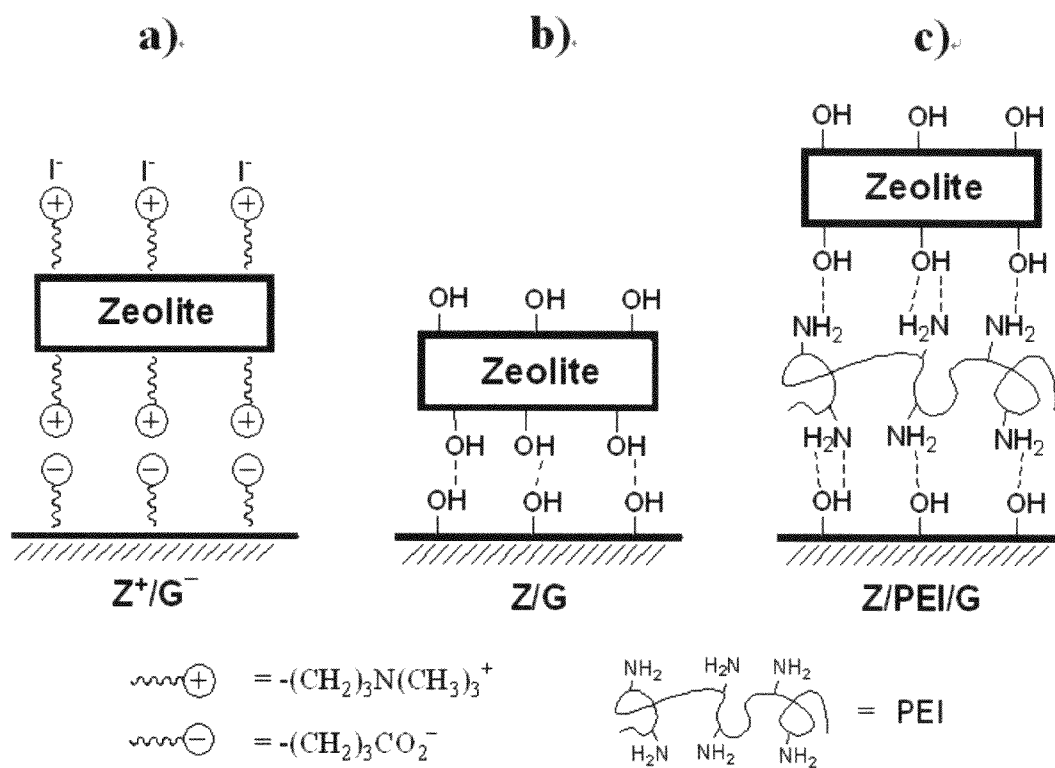 a) b) c)
OH OH OH
Zeolite
OH OH OH
NH₂ H₂N NH₂
H₂N NH₂ NH₂
OH OH OH
Z/PEI/G
I⁻ I⁻ I⁻
+ + +
Zeolite
+ + +
− − −
Z⁺/G⁻
OH OH OH
Zeolite
OH OH OH
OH OH OH
Z/G
+ = -(CH₂)₃N(CH₃)₃⁺
− = -(CH₂)₃CO₂⁻
NH₂ H₂N NH₂
H₂N NH₂ NH₂
= PEI